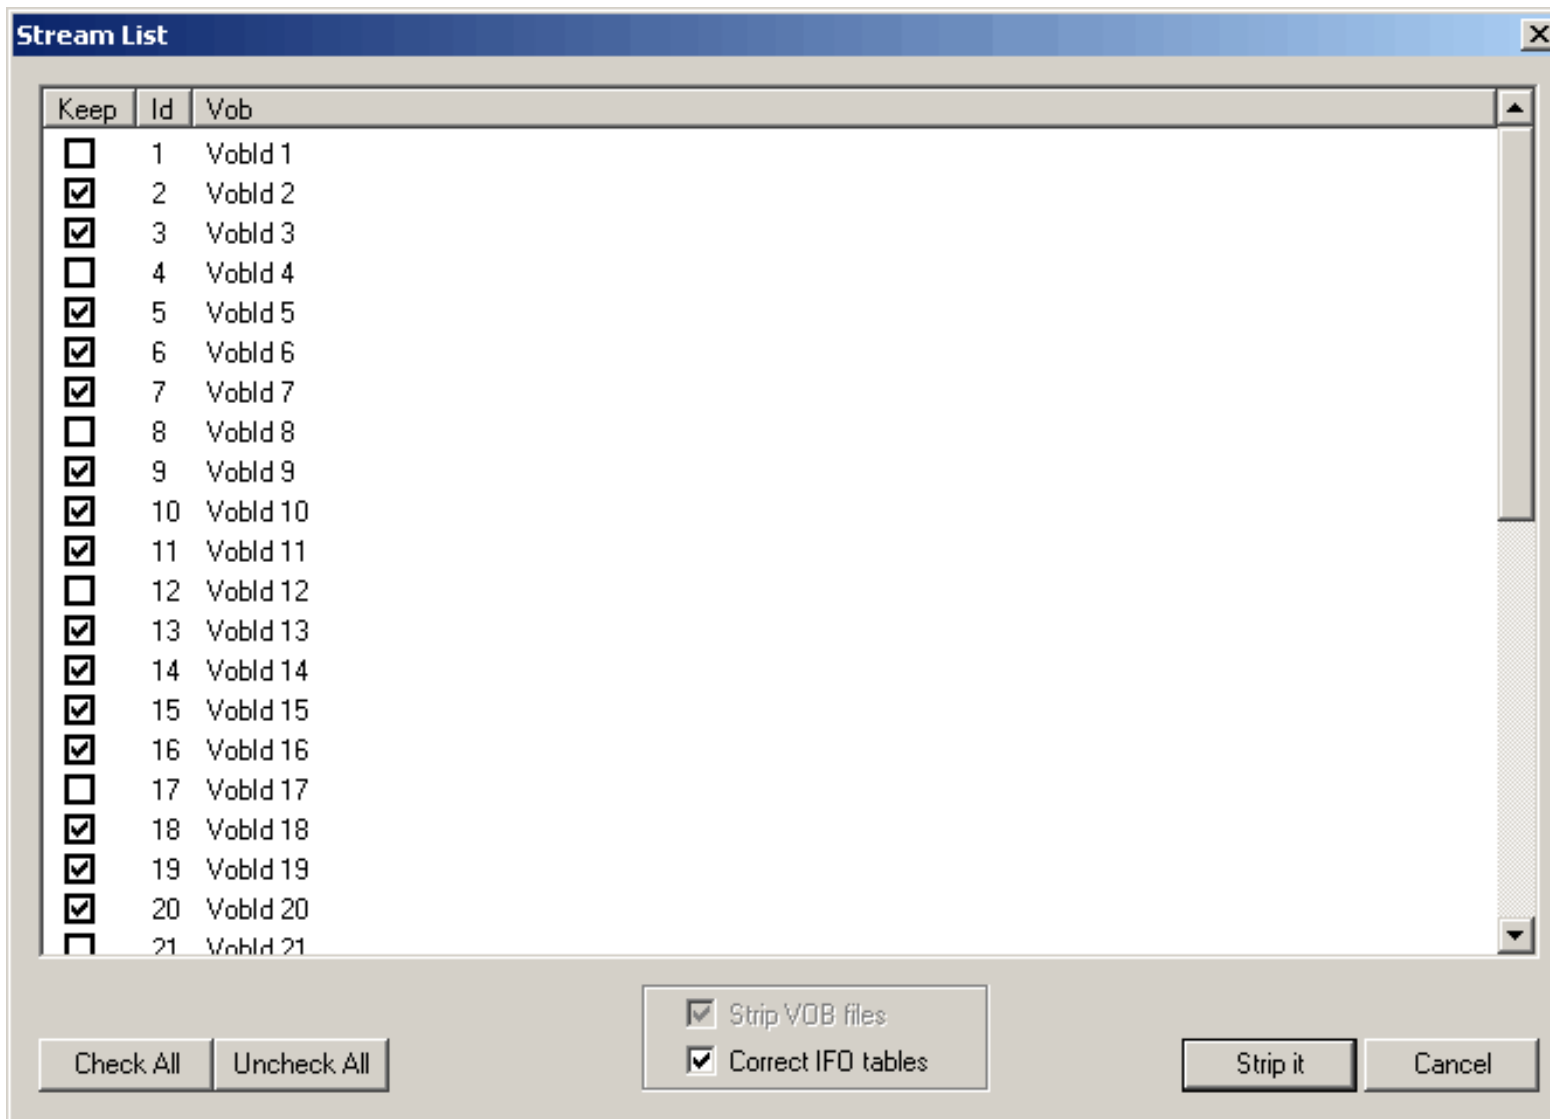 Stream List
Keep Id Vob
1 VobId 1
2 VobId 2
3 VobId 3
4 VobId 4
5 VobId 5
6 VobId 6
7 VobId 7
8 VobId 8
9 VobId 9
10 VobId 10
11 VobId 11
12 VobId 12
13 VobId 13
14 VobId 14
15 VobId 15
16 VobId 16
17 VobId 17
18 VobId 18
19 VobId 19
20 VobId 20
21 VobId 21
Strip VOB files
Check All Uncheck All Correct IFO tables Strip it Cancel